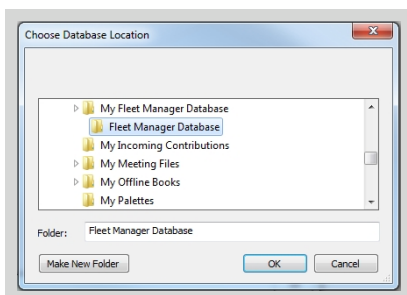 Choose Database Location
My Fleet Manager Database
Fleet Manager Database
My Incoming Contributions
My Meeting Files
My Offline Books
My Palettes
Folder: Fleet Manager Database
Make New Folder OK Cancel